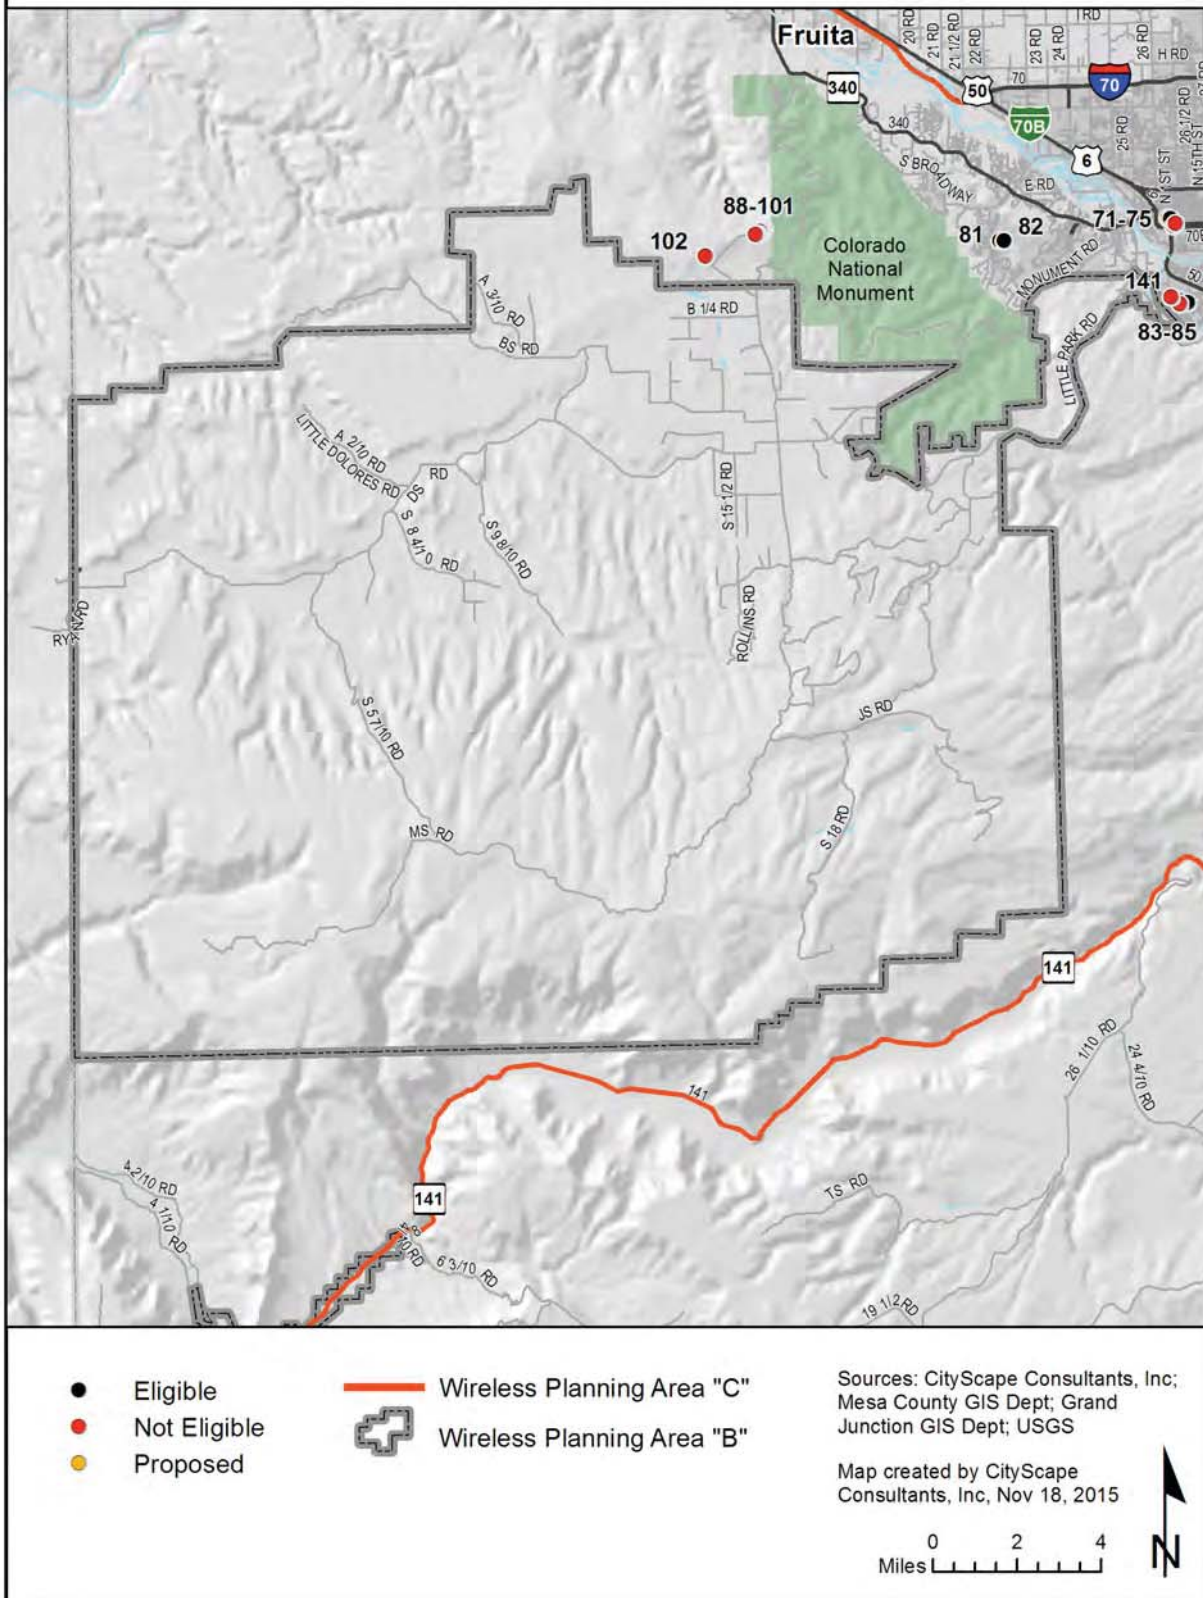 Fruita
20 RD
21 RD
21 1/2 RD
22 RD
23 RD
24 RD
I RD
26 RD
H RD
70
340
50
70
70B
340
S BROADWAY
E RD
6
25 RD
N 1ST ST
26 1/2 RD
N 15TH ST
88-101
102
81
82
71-75
Colorado
National
Monument
MONUMENT RD
141
50
83-85
LITTLE PARK RD
A 3/10 RD
B 1/4 RD
BS RD
A 2/10 RD
LITTLE DOLORES RD
DS RD
S 8 4/10 RD
S 9 8/10 RD
S 15 1/2 RD
ROLLINS RD
S 5 7/10 RD
JS RD
S 18 RD
MS RD
141
141
26 1/10 RD
24 4/10 RD
4 2/10 RD
4 1/10 RD
141
TS RD
6 3/10 RD
19 1/2 RD
Eligible
Not Eligible
Proposed
Wireless Planning Area "C"
Wireless Planning Area "B"
Sources: CityScape Consultants, Inc;
Mesa County GIS Dept; Grand
Junction GIS Dept; USGS
Map created by CityScape
Consultants, Inc, Nov 18, 2015
0 2 4
Miles
N